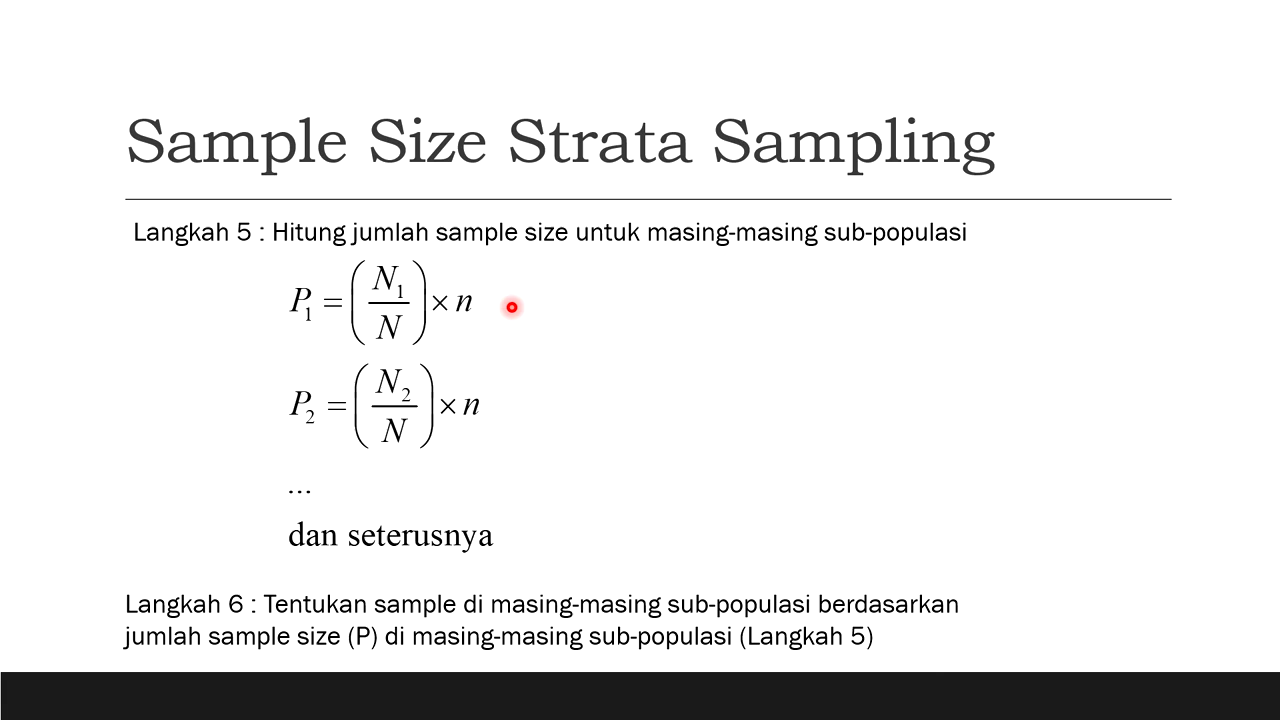 Sample Size Strata Sampling
Langkah 5 : Hitung jumlah sample size untuk masing-masing sub-populasi
P₁ = (N₁/N) × n
P₂ = (N₂/N) × n
...
dan seterusnya
Langkah 6 : Tentukan sample di masing-masing sub-populasi berdasarkan
jumlah sample size (P) di masing-masing sub-populasi (Langkah 5)